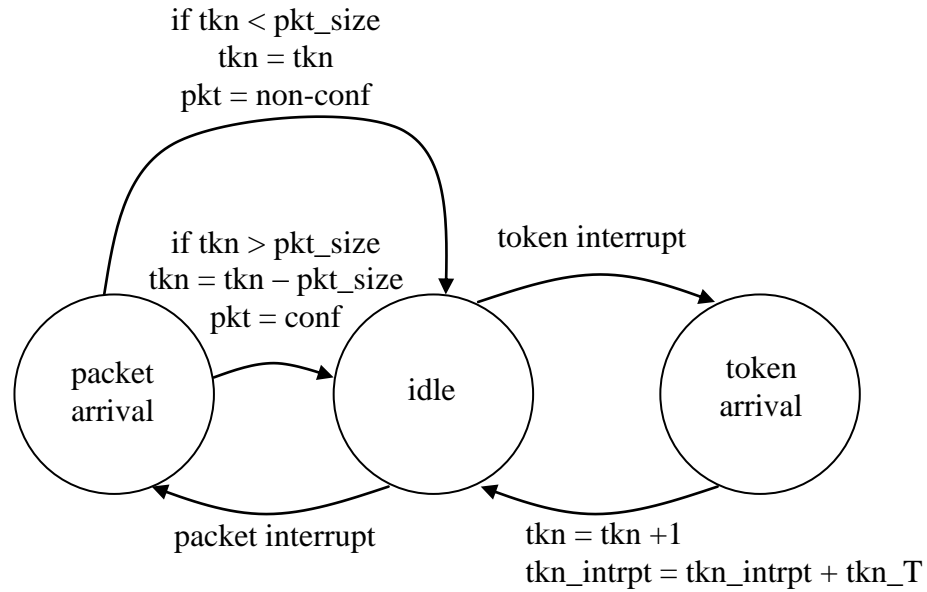 if tkn < pkt_size
tkn = tkn
pkt = non-conf
if tkn > pkt_size
tkn = tkn – pkt_size
pkt = conf
token interrupt
packet
arrival
idle
token
arrival
packet interrupt
tkn = tkn +1
tkn_intrpt = tkn_intrpt + tkn_T